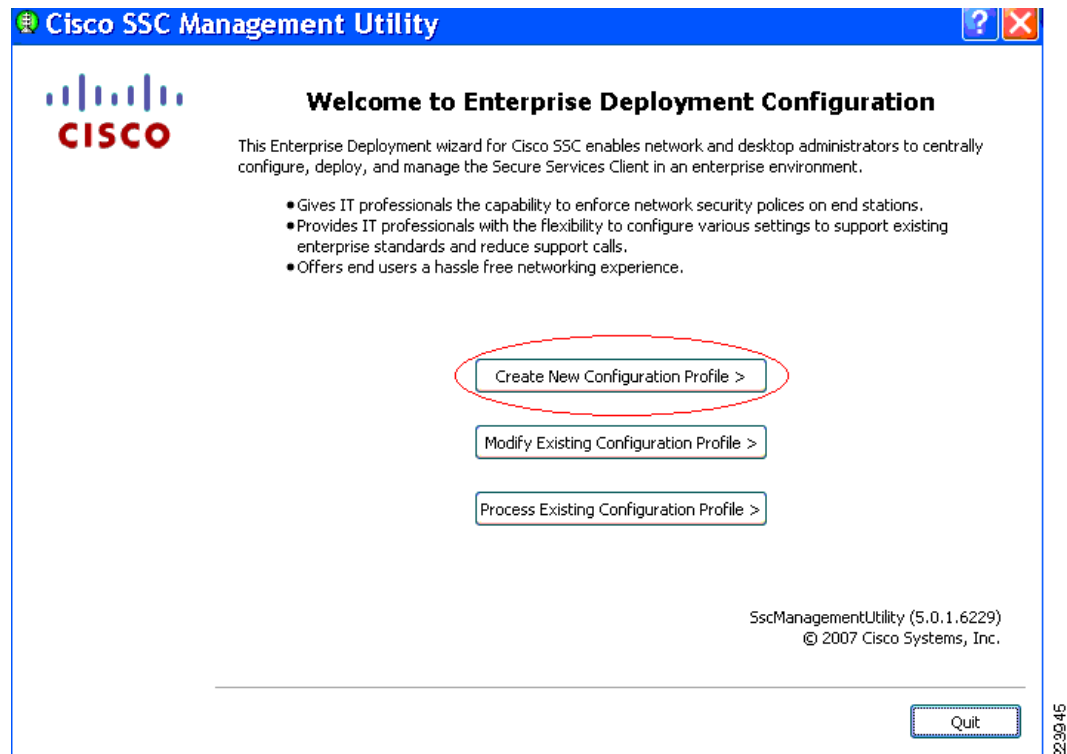 Cisco SSC Management Utility
CISCO
Welcome to Enterprise Deployment Configuration
This Enterprise Deployment wizard for Cisco SSC enables network and desktop administrators to centrally
configure, deploy, and manage the Secure Services Client in an enterprise environment.
• Gives IT professionals the capability to enforce network security polices on end stations.
• Provides IT professionals with the flexibility to configure various settings to support existing
enterprise standards and reduce support calls.
• Offers end users a hassle free networking experience.
Create New Configuration Profile >
Modify Existing Configuration Profile >
Process Existing Configuration Profile >
SscManagementUtility (5.0.1.6229)
© 2007 Cisco Systems, Inc.
Quit
223945